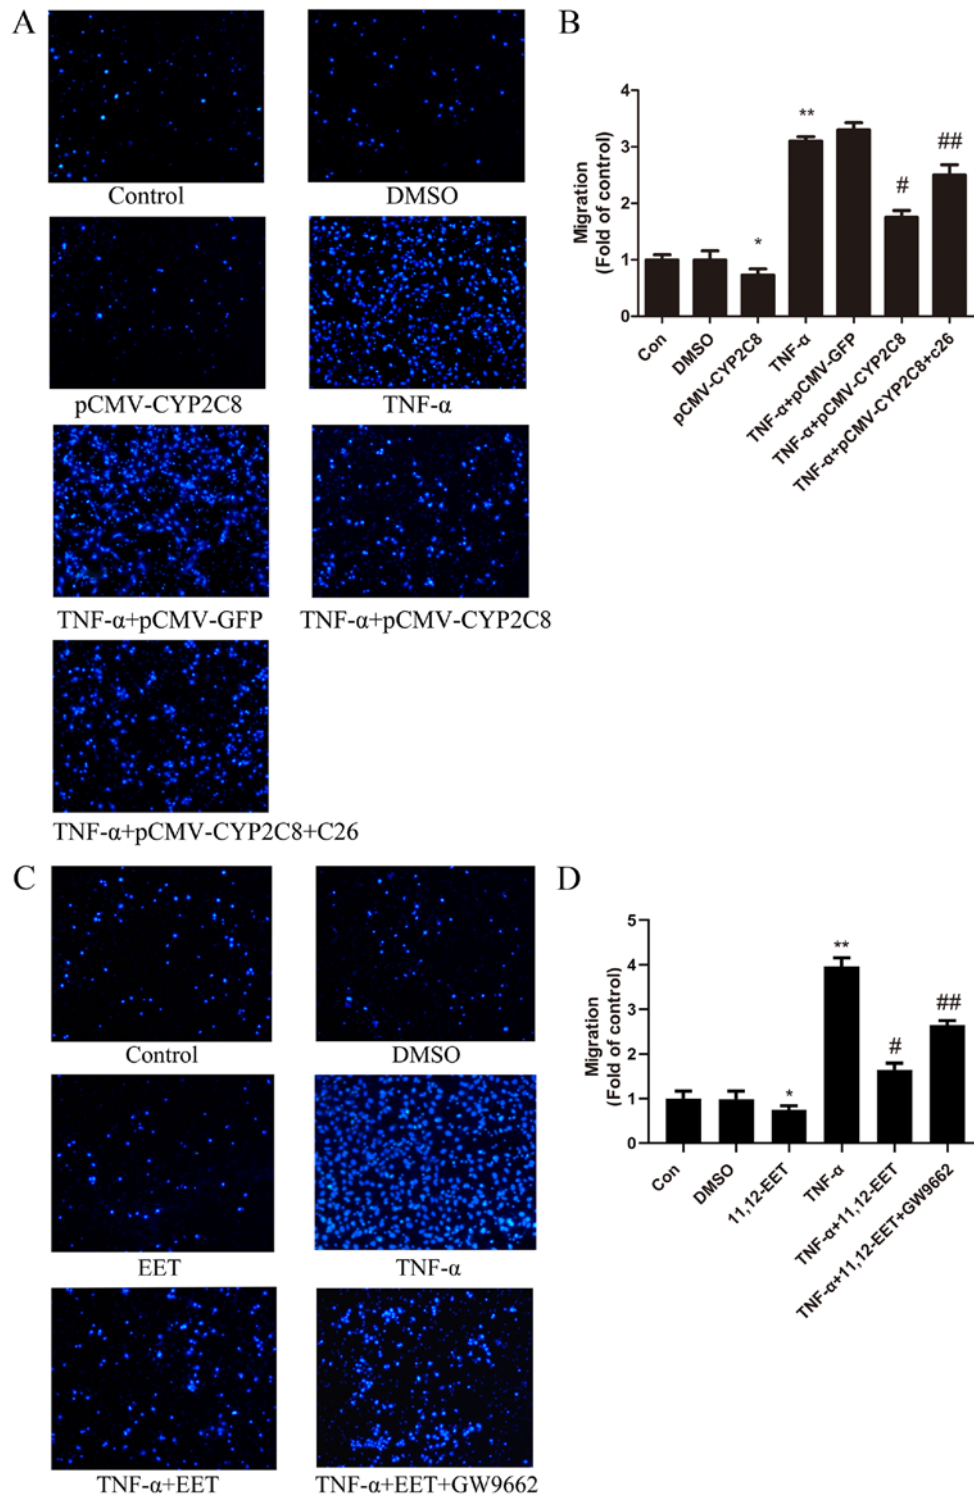 A
Control
DMSO
pCMV-CYP2C8
TNF-α
TNF-α+pCMV-GFP
TNF-α+pCMV-CYP2C8
TNF-α+pCMV-CYP2C8+C26
B
Migration
(Fold of control)
4
3
2
1
0
**
*
#
##
Con
DMSO
pCMV-CYP2C8
TNF-α
TNF-α+pCMV-GFP
TNF-α+pCMV-CYP2C8
TNF-α+pCMV-CYP2C8+c26
C
Control
DMSO
EET
TNF-α
TNF-α+EET
TNF-α+EET+GW9662
D
Migration
(Fold of control)
5
4
3
2
1
0
**
*
#
##
Con
DMSO
11,12-EET
TNF-α
TNF-α+11,12-EET
TNF-α+11,12-EET+GW9662